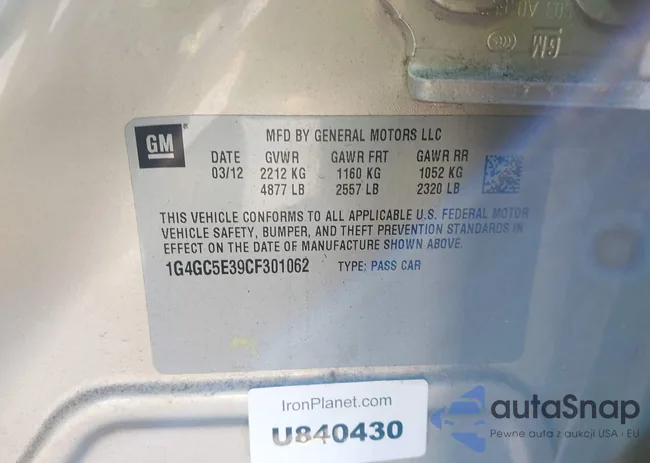 GM
GM
MFD BY GENERAL MOTORS LLC
DATE GVWR GAWR FRT GAWR RR
03/12 2212 KG 1160 KG 1052 KG
4877 LB 2557 LB 2320 LB
THIS VEHICLE CONFORMS TO ALL APPLICABLE U.S. FEDERAL MOTOR
VEHICLE SAFETY, BUMPER, AND THEFT PREVENTION STANDARDS IN
EFFECT ON THE DATE OF MANUFACTURE SHOWN ABOVE.
1G4GC5E39CF301062 TYPE: PASS CAR
IronPlanet.com
U840430
autaSnap
Pewne auta z aukcji USA i EU